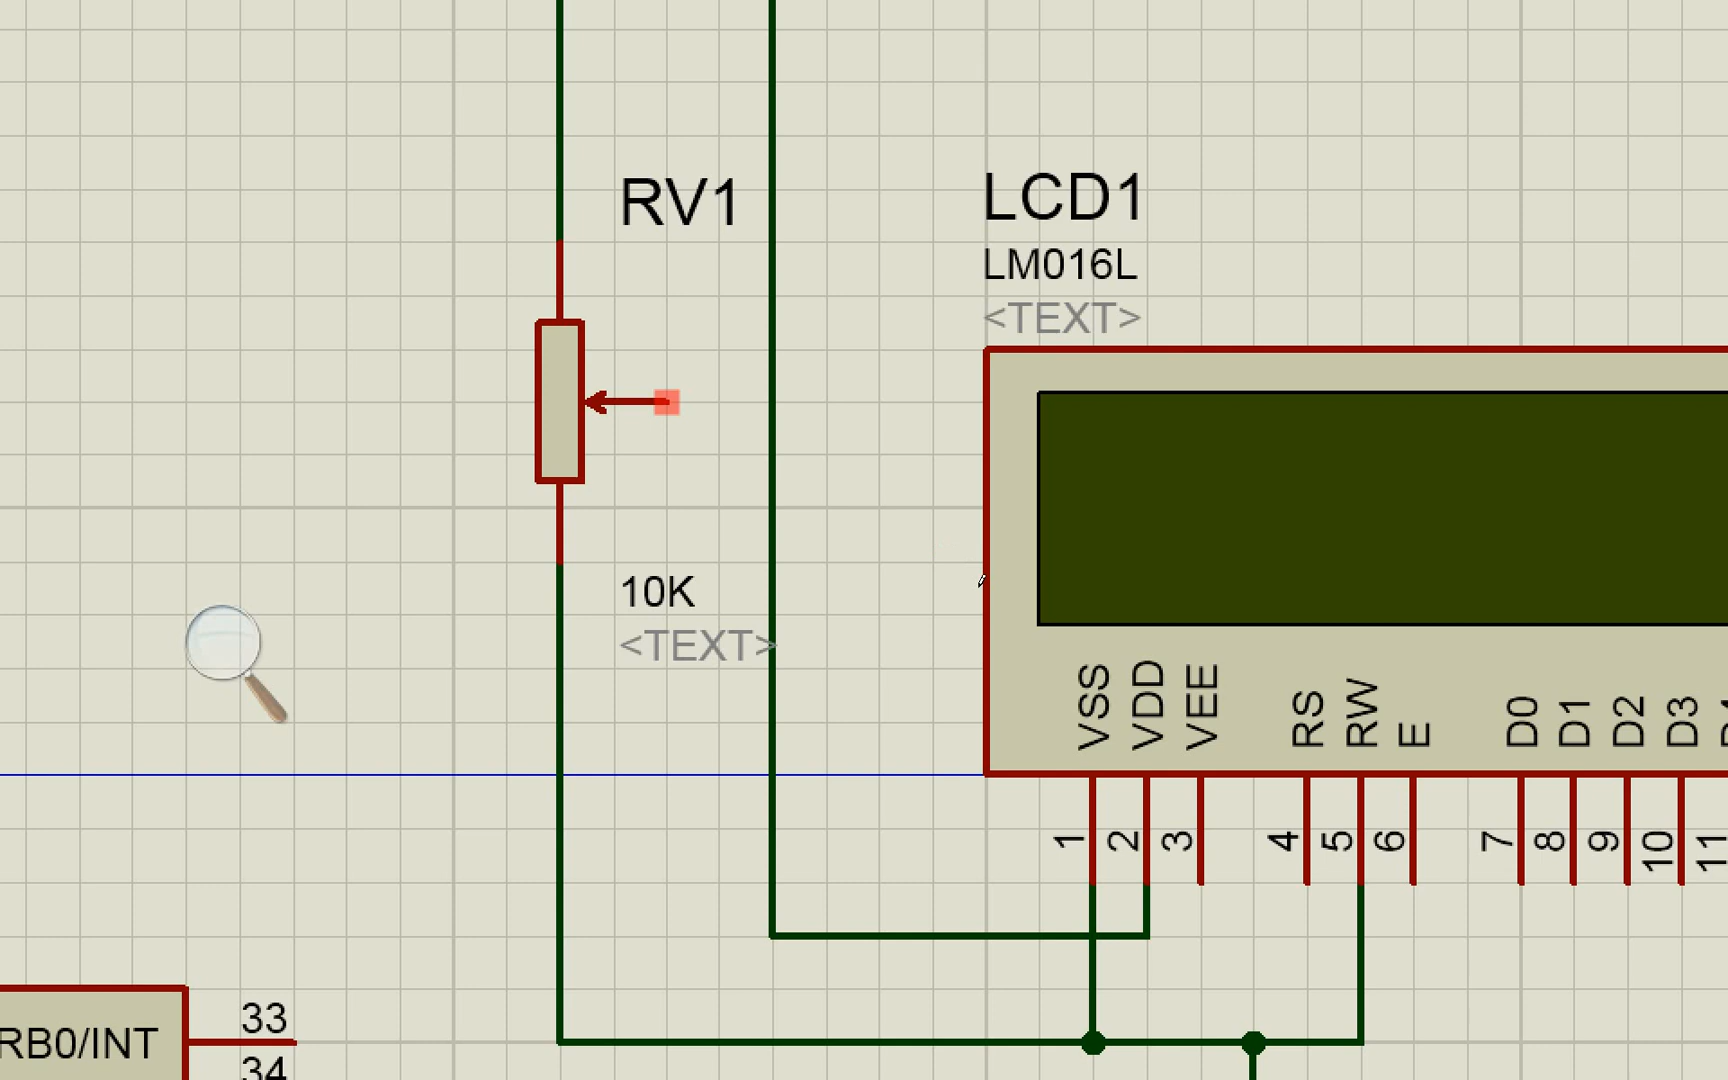 RV1
10K
<TEXT>
LCD1
LM016L
<TEXT>
VSS VDD VEE RS RW E D0 D1 D2 D3
1 2 3 4 5 6 7 8 9 10 11
RB0/INT
33
34